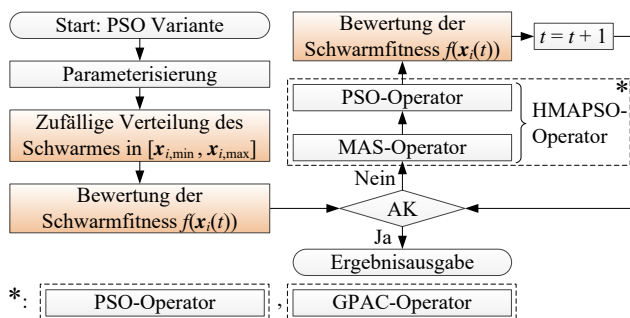 Start: PSO Variante
Parameterisierung
Zufällige Verteilung des
Schwarmes in [x_i,min , x_i,max]
Bewertung der
Schwarmfitness f(x_i(t))
Bewertung der
Schwarmfitness f(x_i(t))
t = t + 1
*
PSO-Operator
MAS-Operator
HMAPSO-
Operator
Nein
AK
Ja
Ergebnisausgabe
*: PSO-Operator , GPAC-Operator